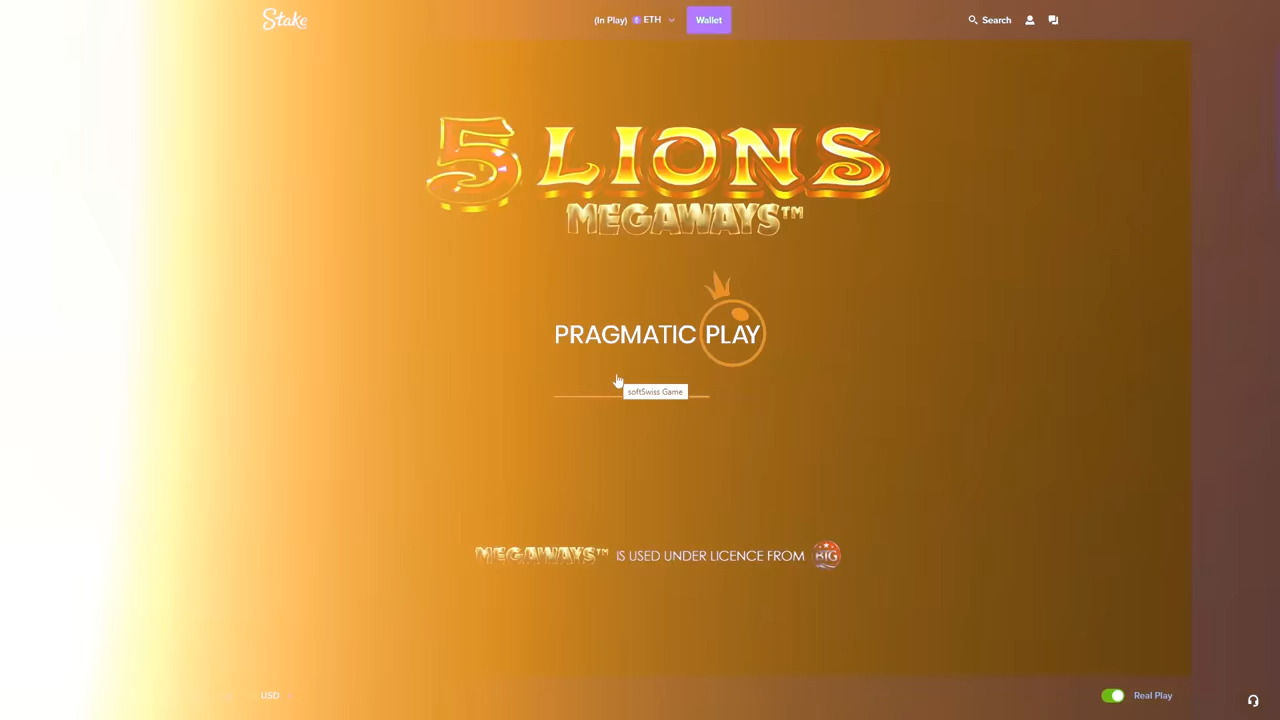 Stake
(In Play) ETH
Wallet
Search
5 LIONS
MEGAWAYS™
PRAGMATIC PLAY
softSwiss Game
MEGAWAYS™ IS USED UNDER LICENCE FROM BIG
USD
Real Play